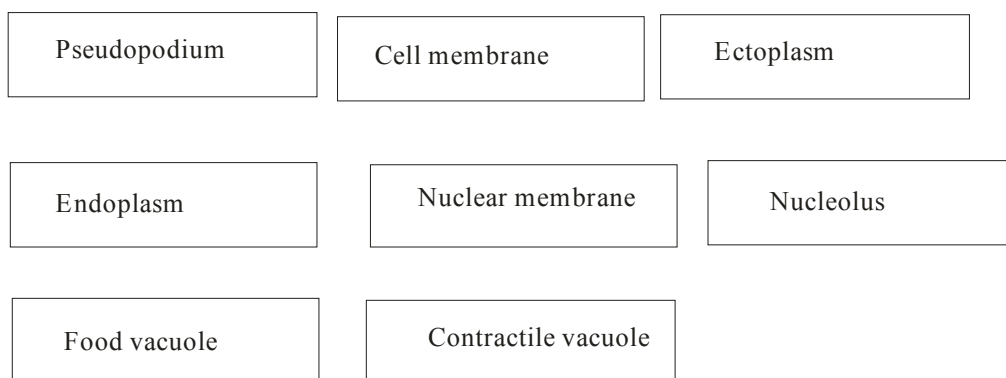 Pseudopodium
Cell membrane
Ectoplasm
Endoplasm
Nuclear membrane
Nucleolus
Food vacuole
Contractile vacuole